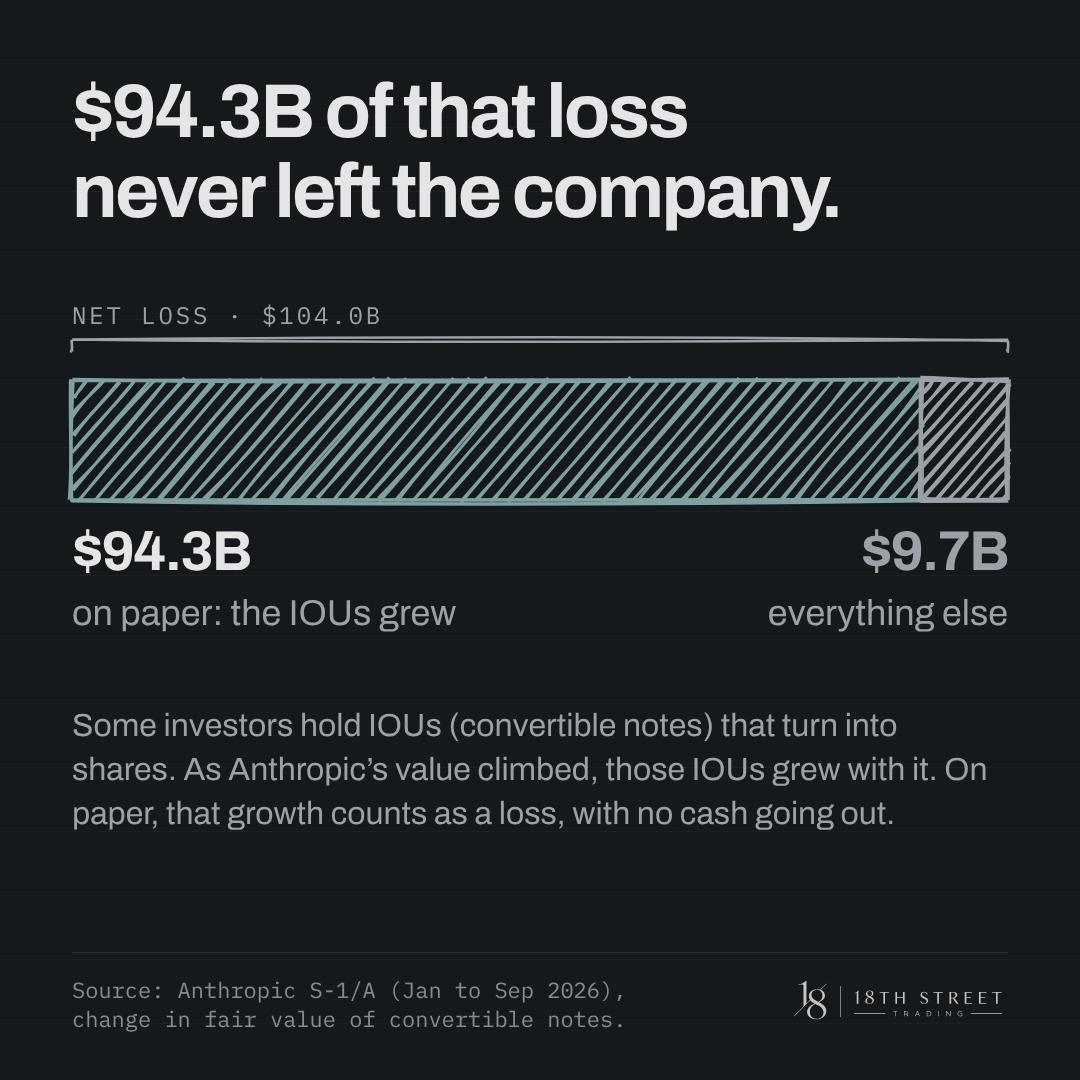 $94.3B of that loss
never left the company.
NET LOSS · $104.0B
$94.3B
$9.7B
on paper: the IOUs grew
everything else
Some investors hold IOUs (convertible notes) that turn into
shares. As Anthropic’s value climbed, those IOUs grew with it. On
paper, that growth counts as a loss, with no cash going out.
Source: Anthropic S-1/A (Jan to Sep 2026),
change in fair value of convertible notes.
18
18TH STREET
TRADING